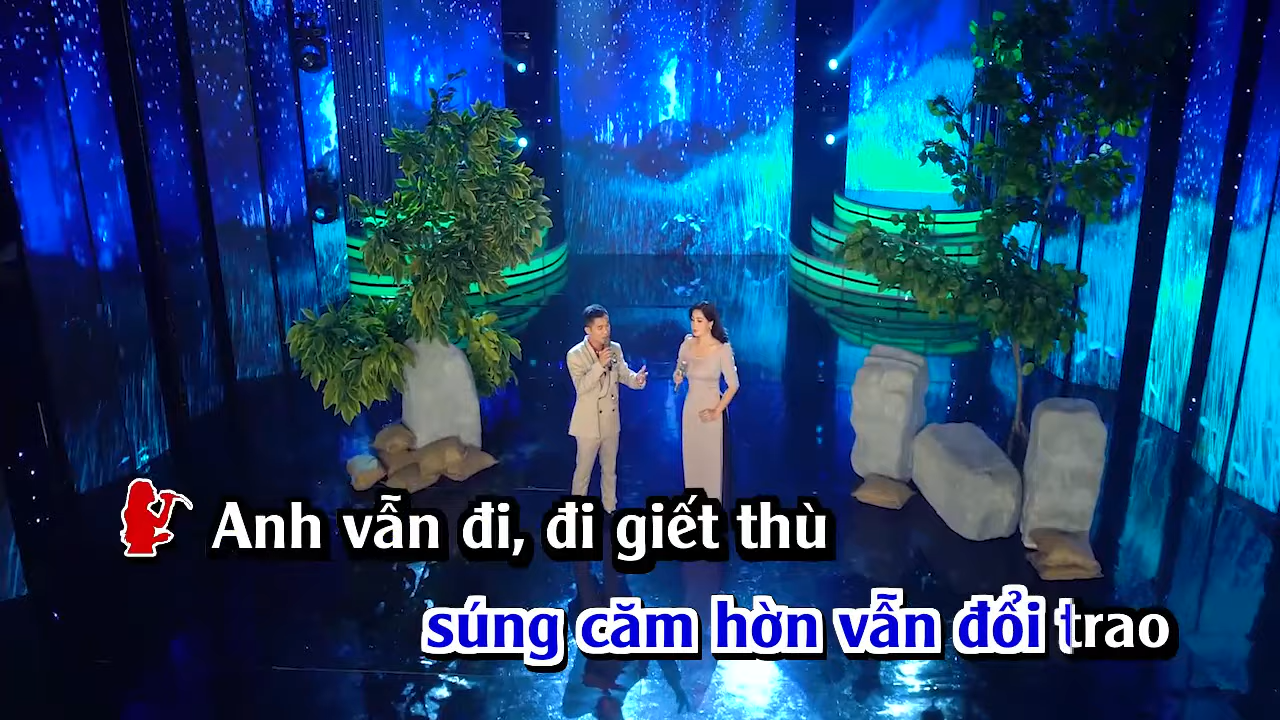 Anh vẫn đi, đi giết thù
súng căm hờn vẫn đổi trao